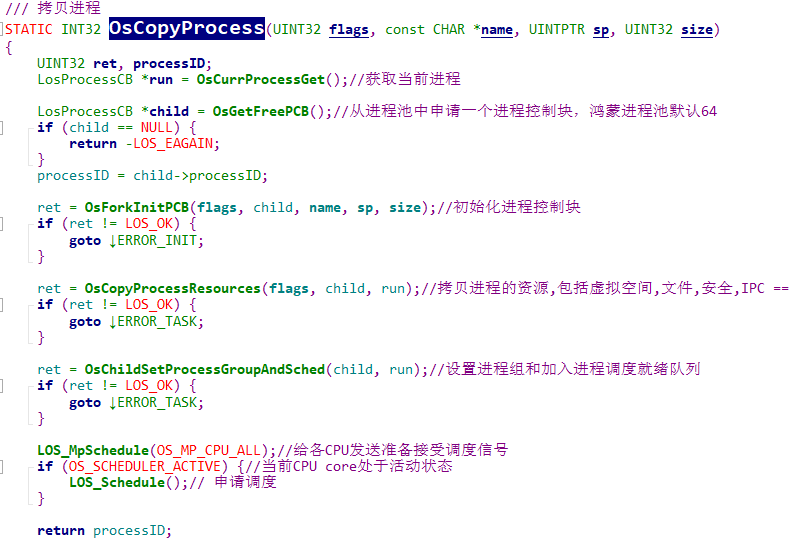 /// 拷贝进程
STATIC INT32 OsCopyProcess(UINT32 flags, const CHAR *name, UINTPTR sp, UINT32 size)
{
    UINT32 ret, processID;
    LosProcessCB *run = OsCurrProcessGet();//获取当前进程

    LosProcessCB *child = OsGetFreePCB();//从进程池中申请一个进程控制块，鸿蒙进程池默认64
    if (child == NULL) {
        return -LOS_EAGAIN;
    }
    processID = child->processID;

    ret = OsForkInitPCB(flags, child, name, sp, size);//初始化进程控制块
    if (ret != LOS_OK) {
        goto ↓ERROR_INIT;
    }

    ret = OsCopyProcessResources(flags, child, run);//拷贝进程的资源,包括虚拟空间,文件,安全,IPC ==
    if (ret != LOS_OK) {
        goto ↓ERROR_TASK;
    }

    ret = OsChildSetProcessGroupAndSched(child, run);//设置进程组和加入进程调度就绪队列
    if (ret != LOS_OK) {
        goto ↓ERROR_TASK;
    }

    LOS_MpSchedule(OS_MP_CPU_ALL);//给各CPU发送准备接受调度信号
    if (OS_SCHEDULER_ACTIVE) {//当前CPU core处于活动状态
        LOS_Schedule();// 申请调度
    }

    return processID;